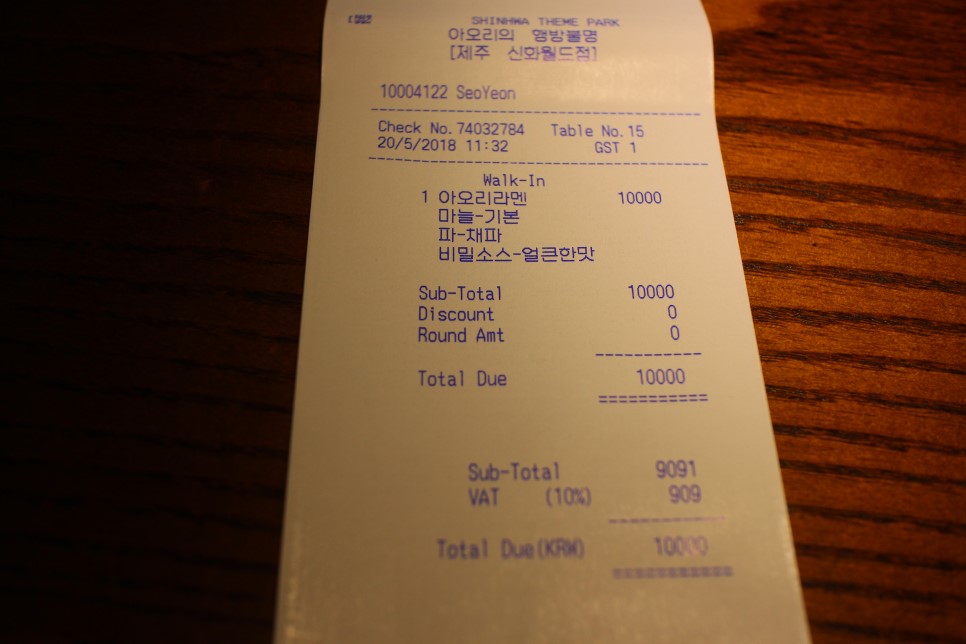 SHINHWA THEME PARK
아오리의 행방불명
[제주 신화월드점]
10004122 SeoYeon
Check No. 74032784 Table No. 15
20/5/2018 11:32 GST 1
Walk-In
1 아오리라멘 10000
마늘-기본
파-채파
비밀소스-얼큰한맛
Sub-Total 10000
Discount 0
Round Amt 0
Total Due 10000
Sub-Total 9091
VAT (10%) 909
Total Due(KRW) 10000